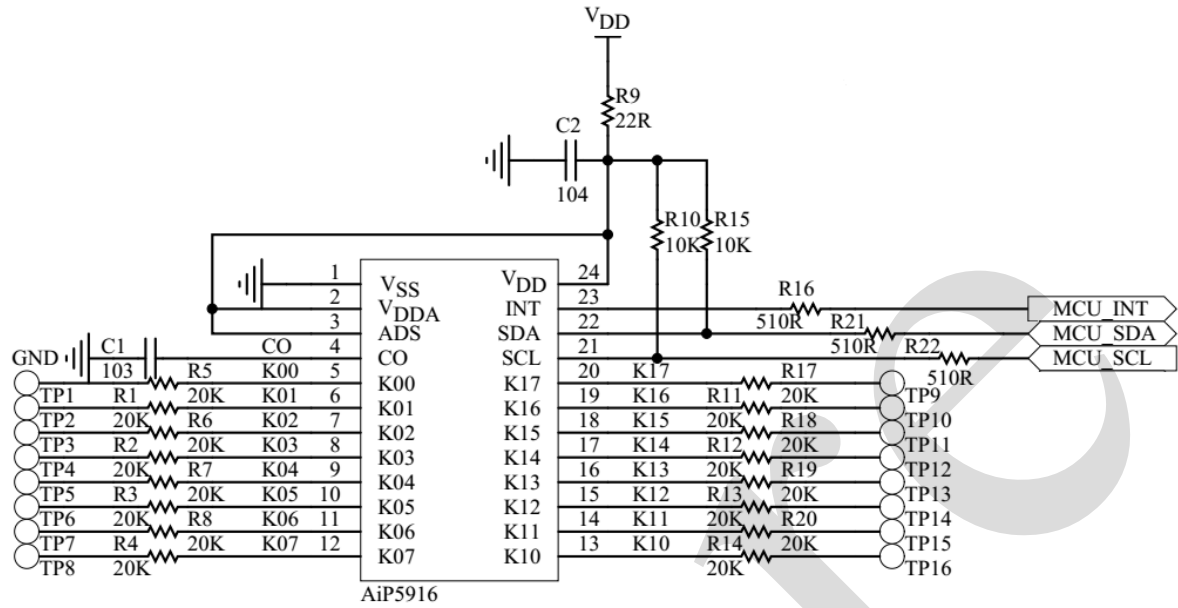 VDD
R9
22R
C2
104
R10 R15
10K 10K
1 VSS VDD 24
2 VDDA INT 23 R16 510R MCU_INT
3 ADS SDA 22 R21 510R MCU_SDA
GND C1 103 CO 4 CO SCL 21 R22 510R MCU_SCL
TP1 R5 20K K00 5 K00 K17 20 K17 R17 20K TP9
TP2 R1 20K K01 6 K01 K16 19 K16 R11 20K TP10
TP3 R6 20K K02 7 K02 K15 18 K15 R18 20K TP11
TP4 R2 20K K03 8 K03 K14 17 K14 R12 20K TP12
TP5 R7 20K K04 9 K04 K13 16 K13 R19 20K TP13
TP6 R3 20K K05 10 K05 K12 15 K12 R13 20K TP14
TP7 R8 20K K06 11 K06 K11 14 K11 R20 20K TP15
TP8 R4 20K K07 12 K07 K10 13 K10 R14 20K TP16
AiP5916